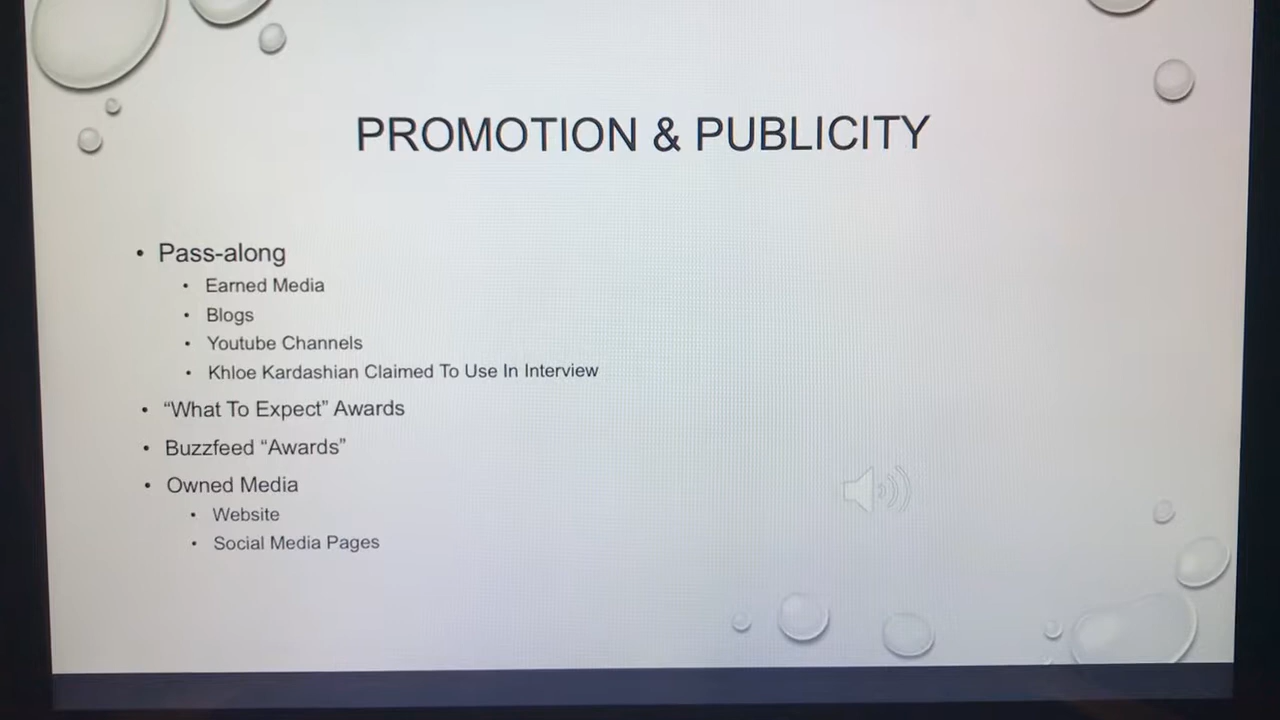 PROMOTION & PUBLICITY
• Pass-along
• Earned Media
• Blogs
• Youtube Channels
• Khloe Kardashian Claimed To Use In Interview
• “What To Expect” Awards
• Buzzfeed “Awards”
• Owned Media
• Website
• Social Media Pages